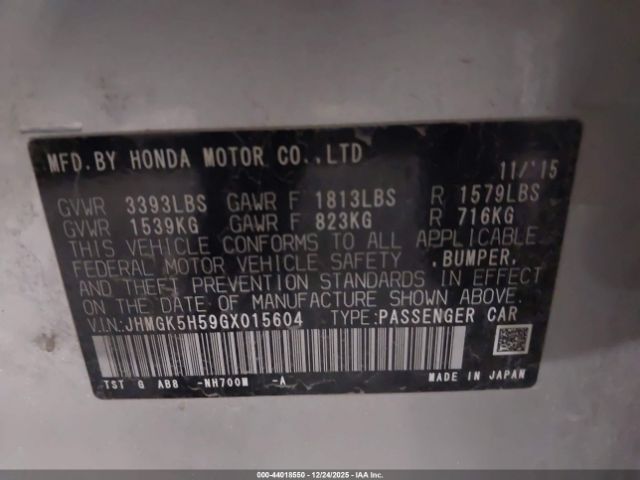 MFD.BY HONDA MOTOR CO.,LTD 11/'15
GVWR 3393LBS GAWR F 1813LBS R 1579LBS
GVWR 1539KG GAWR F 823KG R 716KG
THIS VEHICLE CONFORMS TO ALL APPLICABLE
FEDERAL MOTOR VEHICLE SAFETY ,BUMPER,
AND THEFT PREVENTION STANDARDS IN EFFECT
ON THE DATE OF MANUFACTURE SHOWN ABOVE.
VIN:JHMGK5H59GX015604 TYPE:PASSENGER CAR
TST G AB8 -NH700M -A MADE IN JAPAN
000-44018550 - 12/24/2025 - IAA Inc.